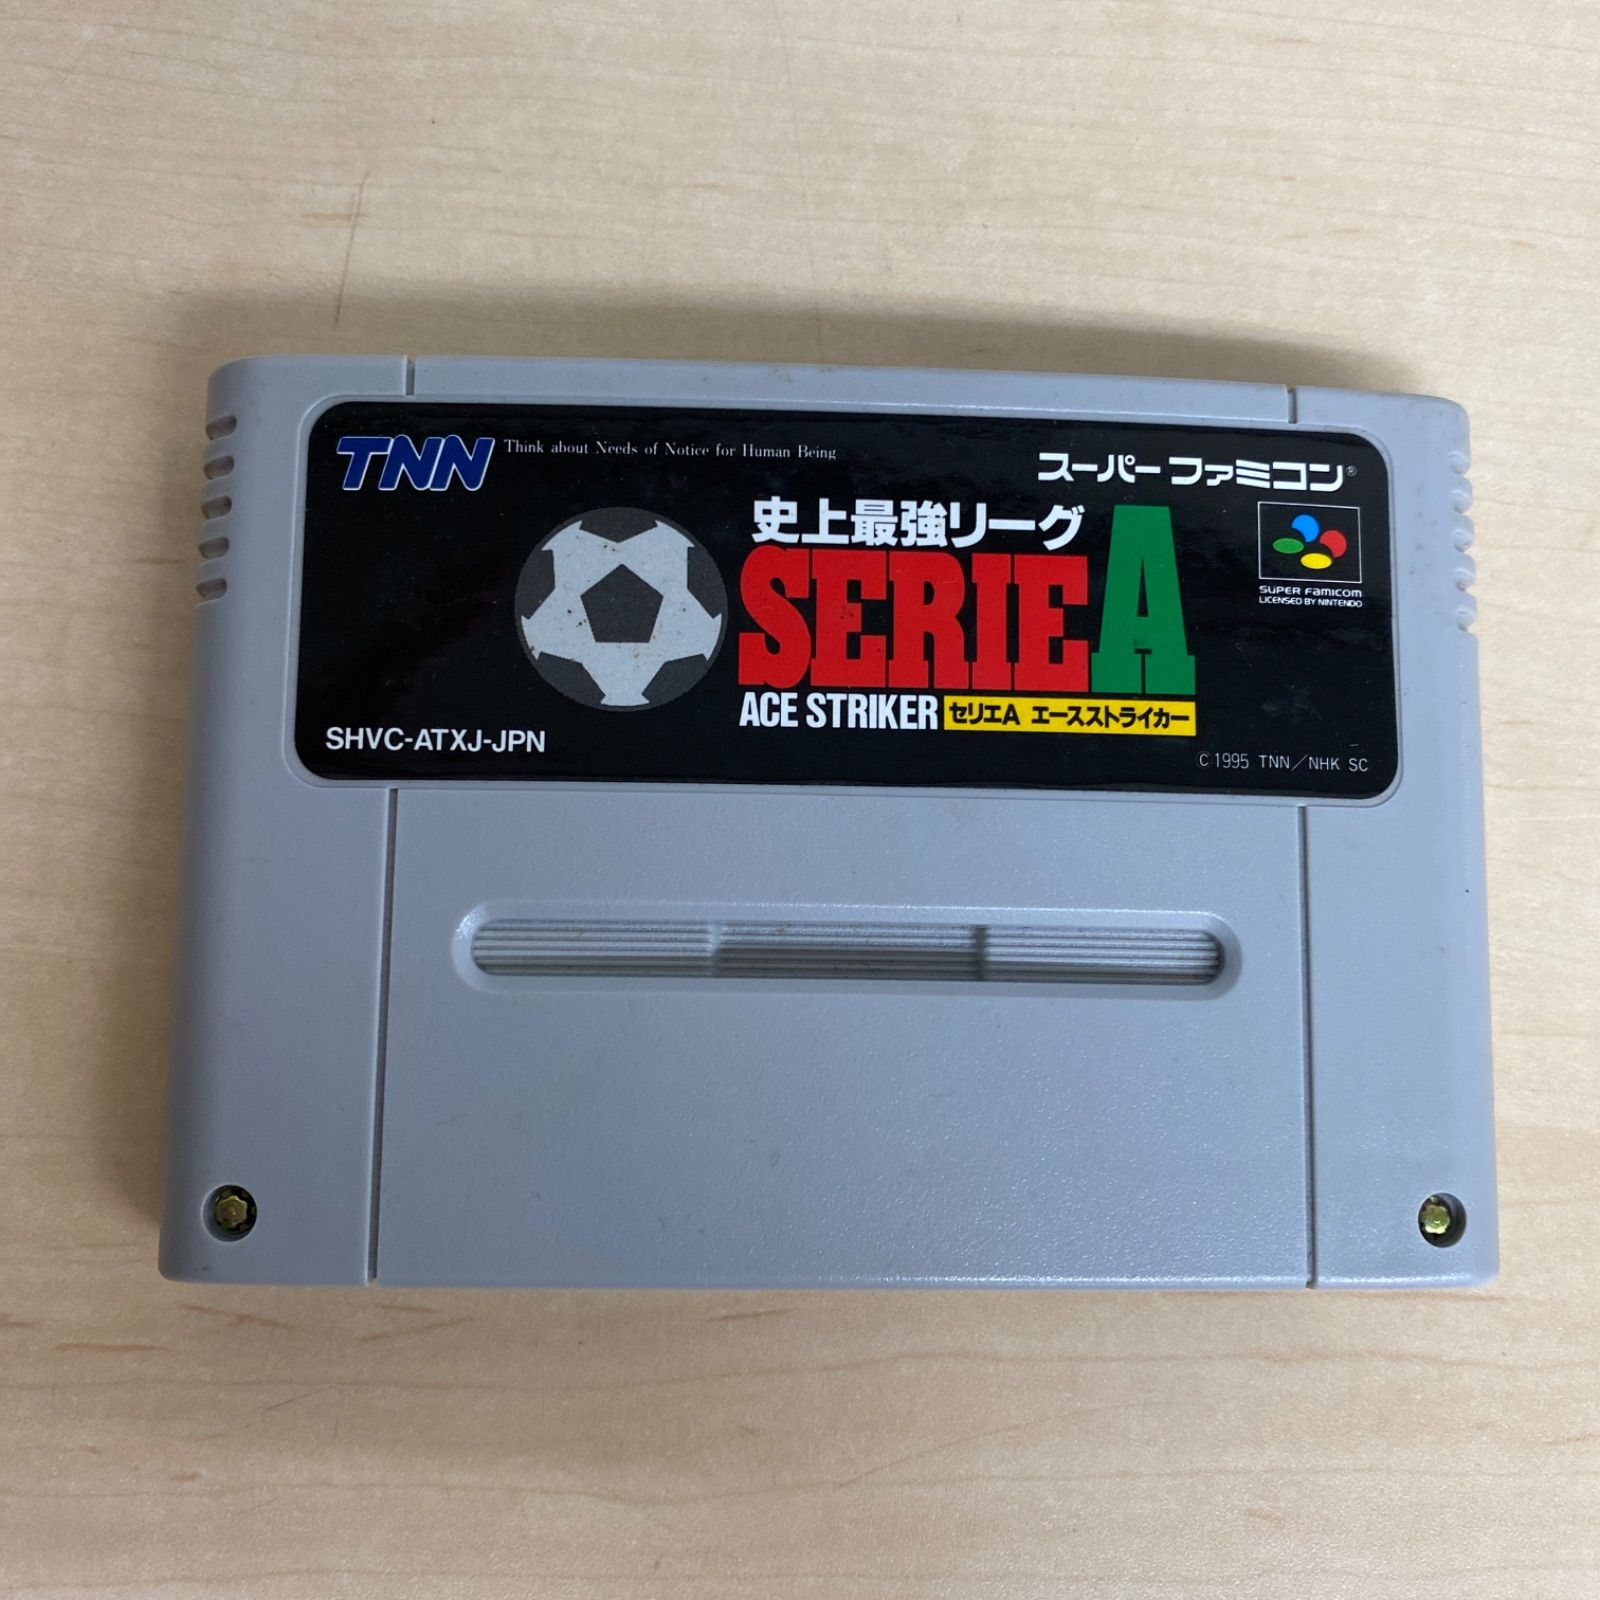 TNN Think about Needs of Notice for Human Being
スーパーファミコン®
史上最強リーグ
SERIE A
ACE STRIKER セリエA エースストライカー
SUPER FAMICOM
LICENSED BY NINTENDO
SHVC-ATXJ-JPN
©1995 TNN/NHK SC